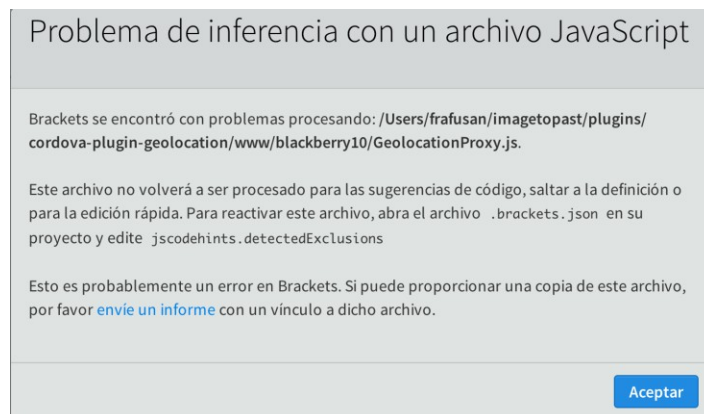 Problema de inferencia con un archivo JavaScript
Brackets se encontró con problemas procesando: /Users/frafusan/imagetopast/plugins/
cordova-plugin-geolocation/www/blackberry10/GeolocationProxy.js.
Este archivo no volverá a ser procesado para las sugerencias de código, saltar a la definición o
para la edición rápida. Para reactivar este archivo, abra el archivo .brackets.json en su
proyecto y edite jscodehints.detectedExclusions
Esto es probablemente un error en Brackets. Si puede proporcionar una copia de este archivo,
por favor envíe un informe con un vínculo a dicho archivo.
Aceptar